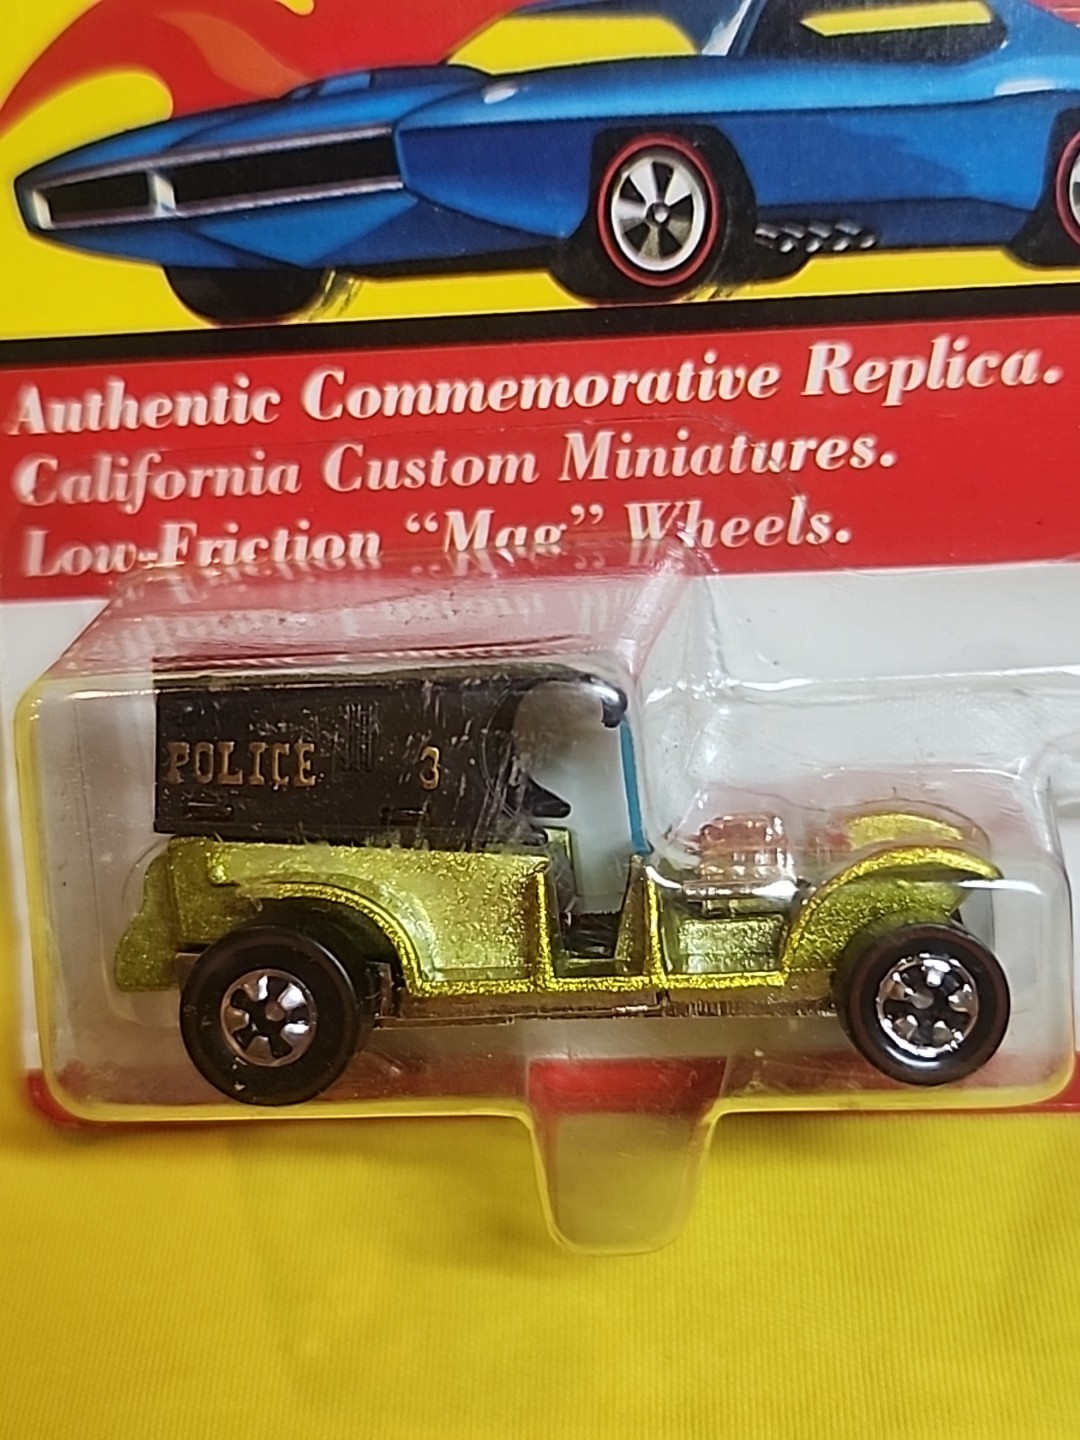 Authentic Commemorative Replica.
California Custom Miniatures.
Low-Friction “Mag” Wheels.
POLICE 3